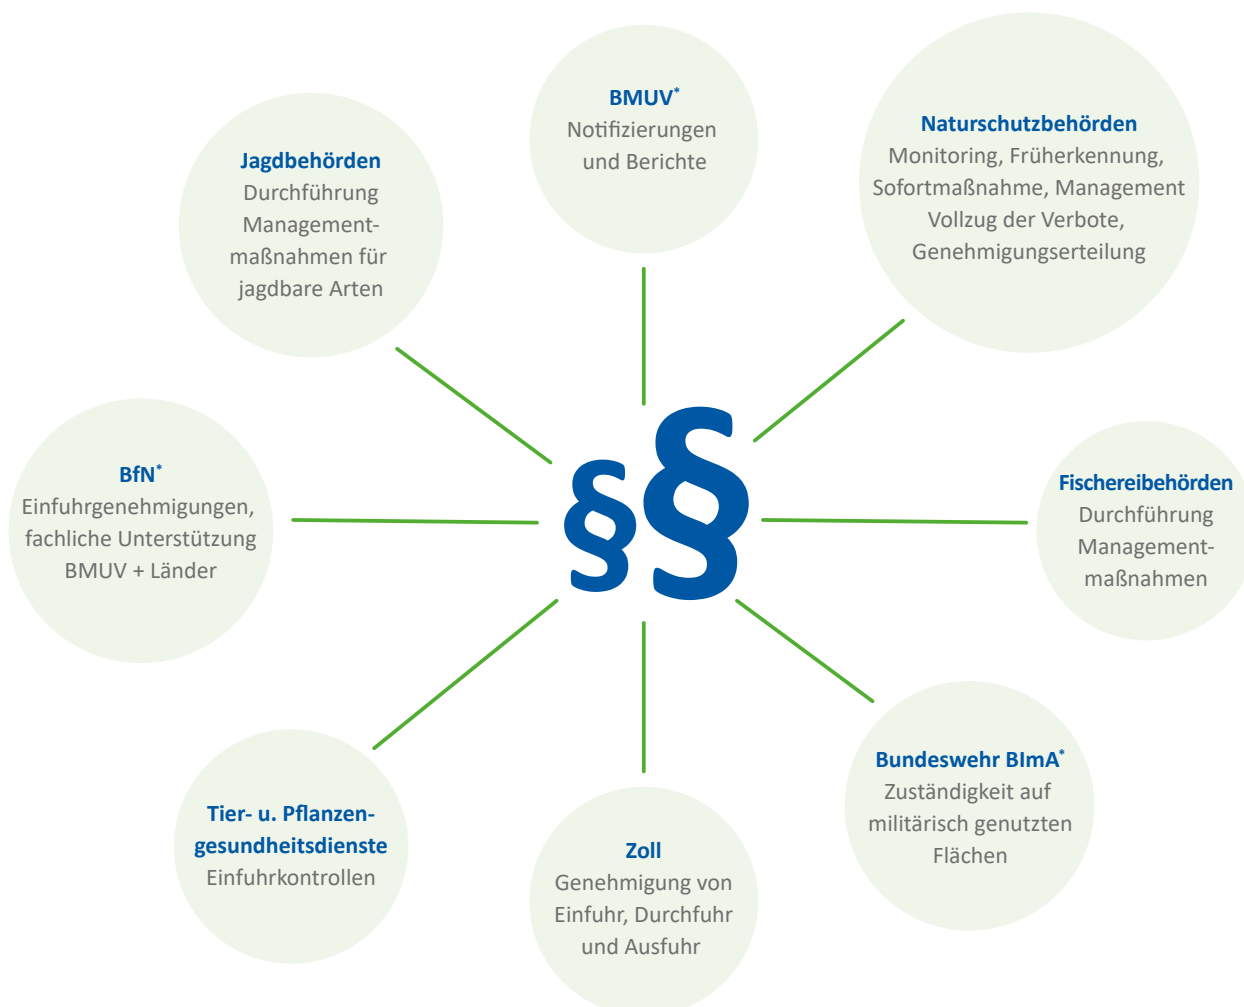 BMUV*
Notifizierungen
und Berichte
Naturschutzbehörden
Monitoring, Früherkennung,
Sofortmaßnahme, Management
Vollzug der Verbote,
Genehmigungserteilung
Jagdbehörden
Durchführung
Management-
maßnahmen für
jagdbare Arten
BfN*
Einfuhrgenehmigungen,
fachliche Unterstützung
BMUV + Länder
§§
Fischereibehörden
Durchführung
Management-
maßnahmen
Bundeswehr BImA*
Zuständigkeit auf
militärisch genutzten
Flächen
Tier- u. Pflanzen-
gesundheitsdienste
Einfuhrkontrollen
Zoll
Genehmigung von
Einfuhr, Durchfuhr
und Ausfuhr